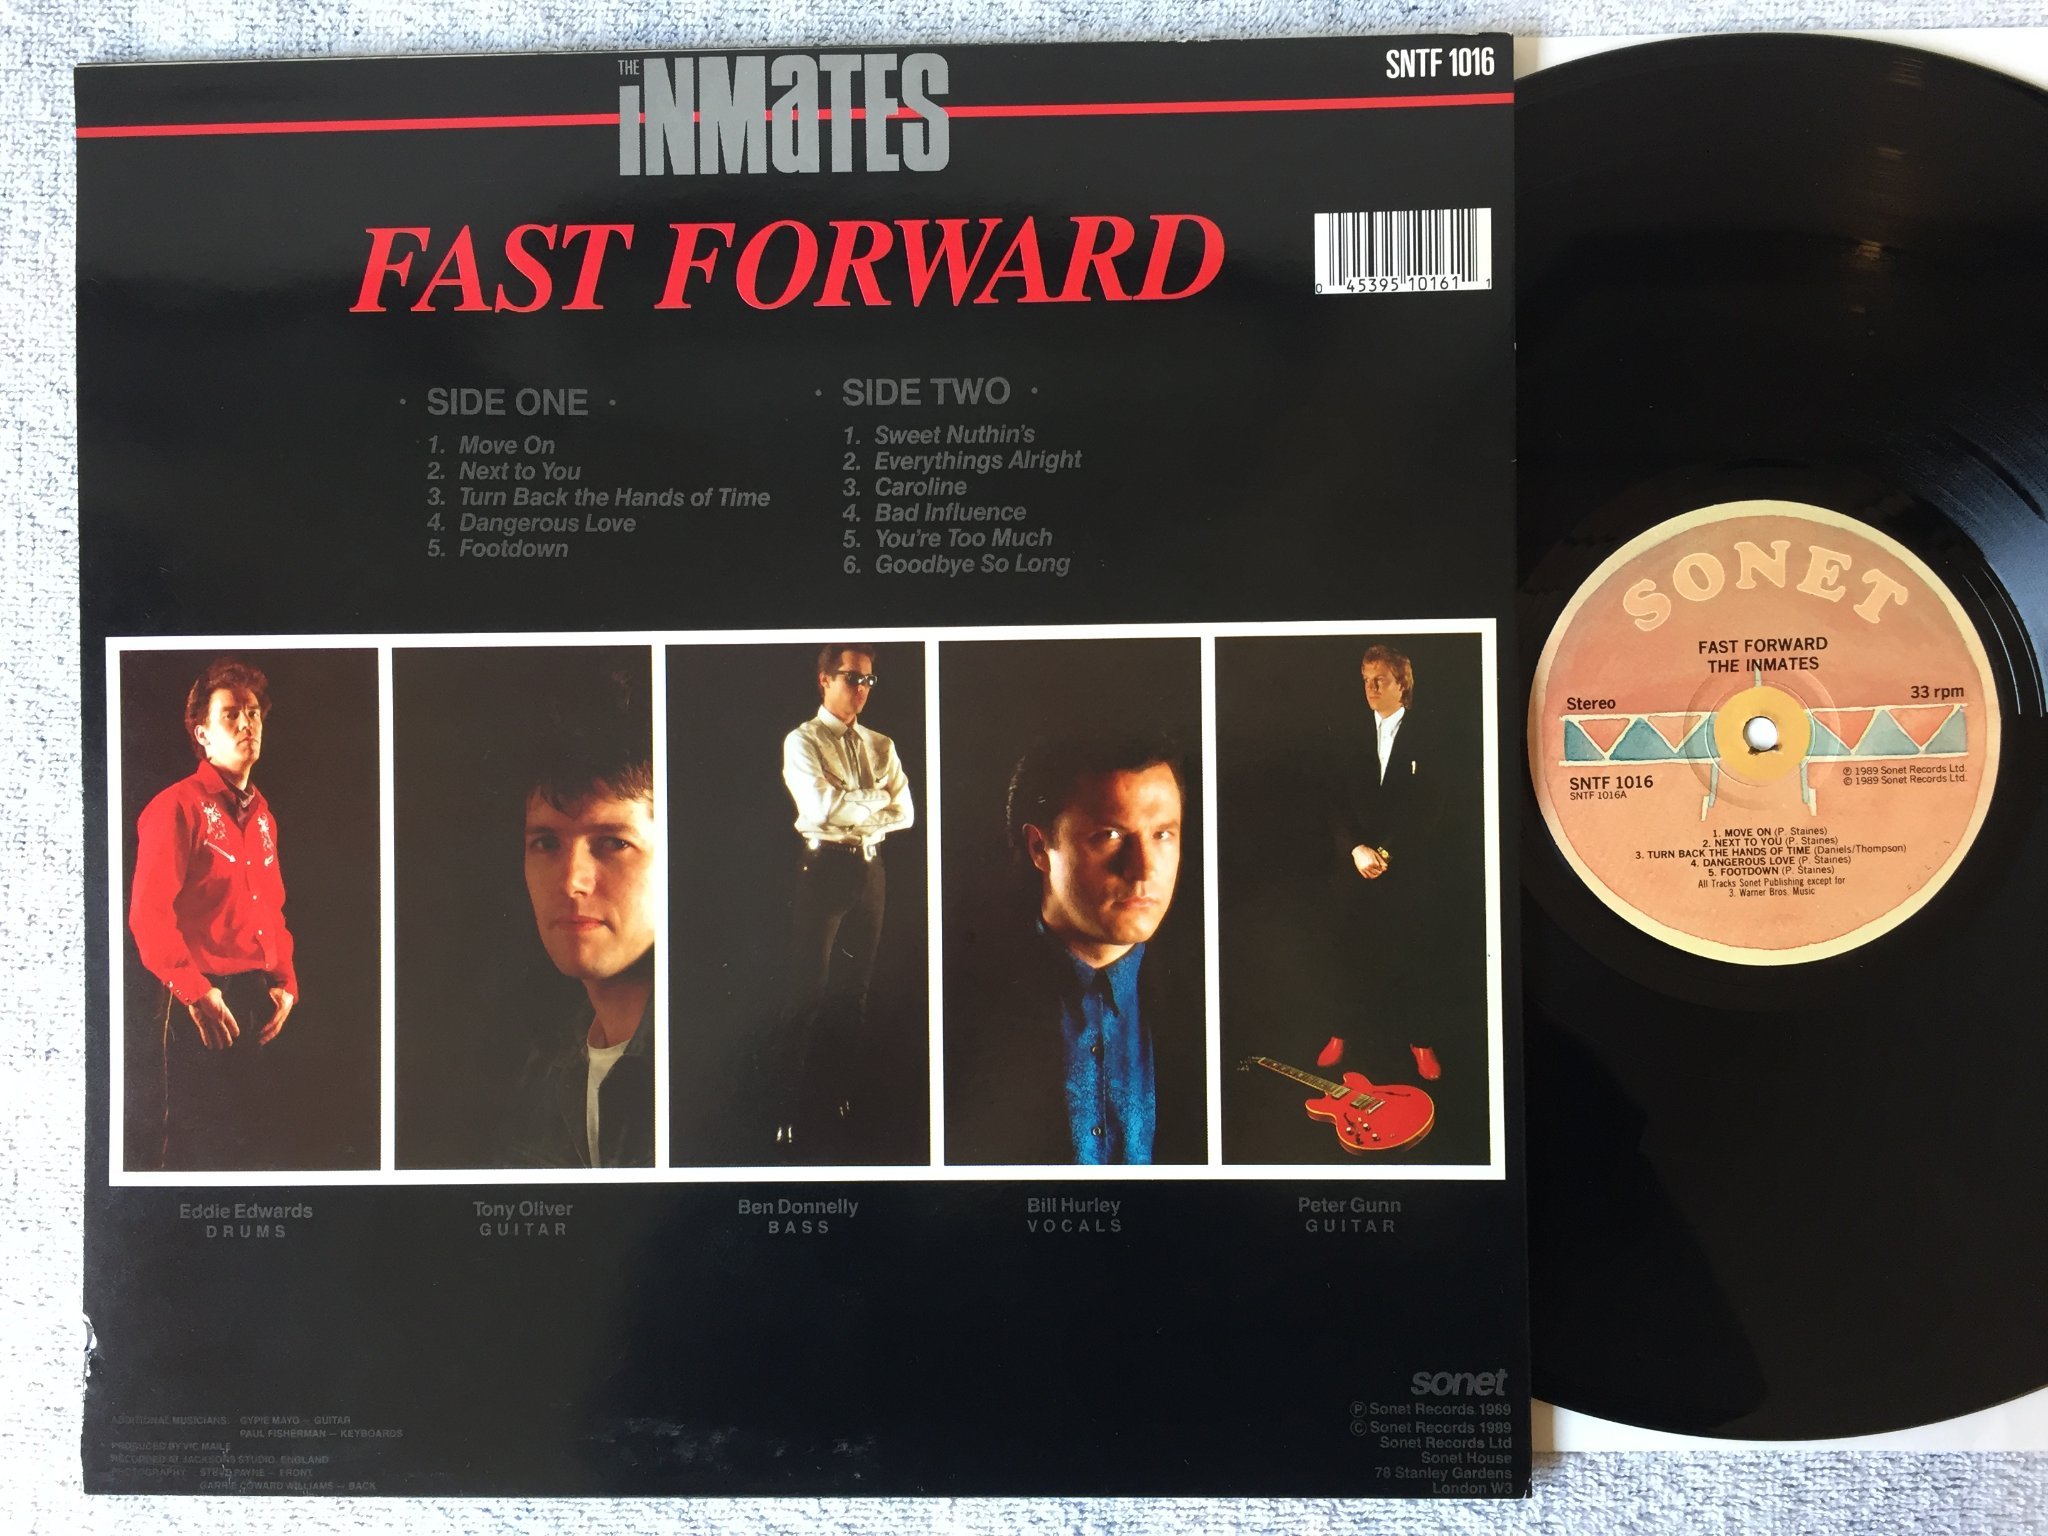 THE INMaTES
SNTF 1016
FAST FORWARD
0 45395 10161 1
· SIDE ONE ·
1. Move On
2. Next to You
3. Turn Back the Hands of Time
4. Dangerous Love
5. Footdown
· SIDE TWO ·
1. Sweet Nuthin's
2. Everythings Alright
3. Caroline
4. Bad Influence
5. You're Too Much
6. Goodbye So Long
Eddie Edwards
DRUMS
Tony Oliver
GUITAR
Ben Donnelly
BASS
Bill Hurley
VOCALS
Peter Gunn
GUITAR
ADDITIONAL MUSICIANS: GYPIE MAYO – GUITAR
PAUL FISHERMAN – KEYBOARDS
PRODUCED BY VIC MAILE
RECORDED AT JACKSONS STUDIO, ENGLAND
PHOTOGRAPHY STEVE PAYNE – FRONT
GARRIE COWARD WILLIAMS – BACK
sonet
Ⓟ Sonet Records 1989
© Sonet Records 1989
Sonet Records Ltd
Sonet House
78 Stanley Gardens
London W3
SONET
FAST FORWARD
THE INMATES
Stereo
33 rpm
SNTF 1016
SNTF 1016A
Ⓟ 1989 Sonet Records Ltd.
© 1989 Sonet Records Ltd.
1. MOVE ON (P. Staines)
2. NEXT TO YOU (P. Staines)
3. TURN BACK THE HANDS OF TIME (Daniels/Thompson)
4. DANGEROUS LOVE (P. Staines)
5. FOOTDOWN (P. Staines)
All Tracks Sonet Publishing except for
3. Warner Bros. Music